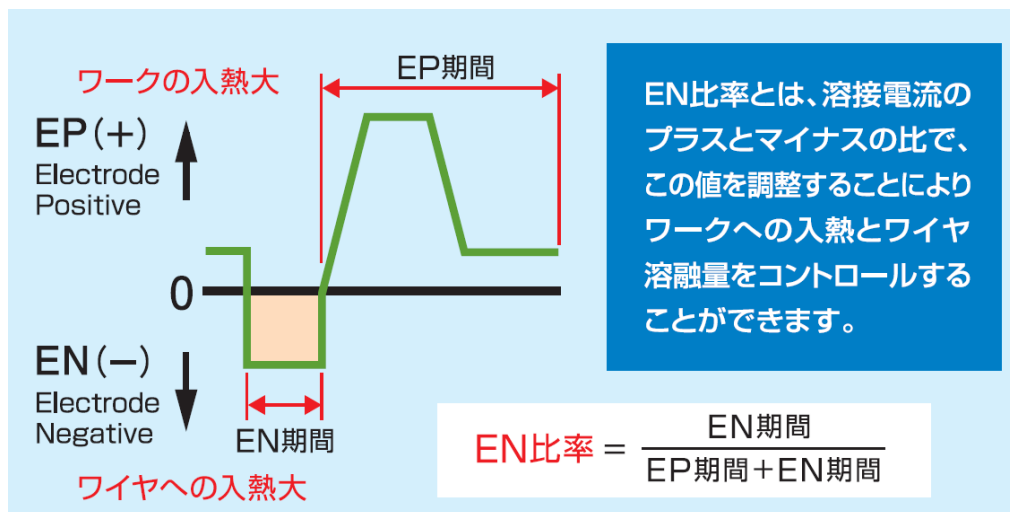 ワークの入熱大
EP(+)
Electrode
Positive
0
EN(−)
Electrode
Negative
ワイヤへの入熱大
EP期間
EN期間
EN比率とは、溶接電流の
プラスとマイナスの比で、
この値を調整することにより
ワークへの入熱とワイヤ
溶融量をコントロールする
ことができます。
EN比率 = EN期間
EP期間+EN期間